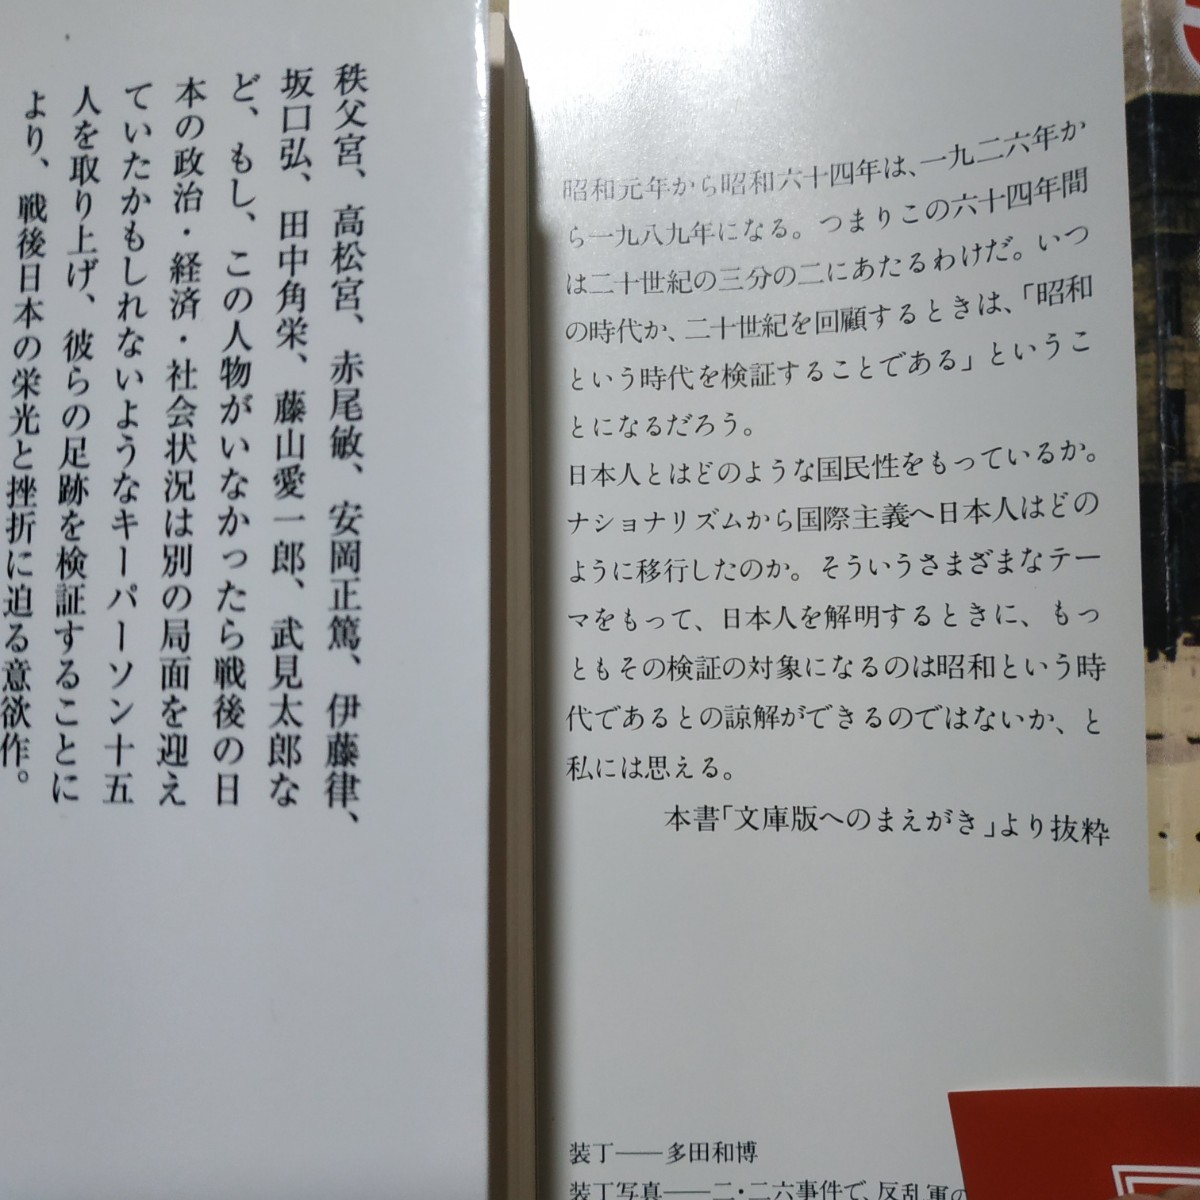 秩父宮、高松宮、赤尾敏、安岡正篤、伊藤律、
坂口弘、田中角栄、藤山愛一郎、武見太郎な
ど、もし、この人物がいなかったら戦後の日
本の政治・経済・社会状況は別の局面を迎え
ていたかもしれないようなキーパーソン十五
人を取り上げ、彼らの足跡を検証することに
より、戦後日本の栄光と挫折に迫る意欲作。
昭和元年から昭和六十四年は、一九二六年か
ら一九八九年になる。つまりこの六十四年間
は二十世紀の三分の二にあたるわけだ。いつ
の時代か、二十世紀を回顧するときは、「昭和
という時代を検証することである」というこ
とになるだろう。
日本人とはどのような国民性をもっているか。
ナショナリズムから国際主義へ日本人はどの
ように移行したのか。そういうさまざまなテー
マをもって、日本人を解明するときに、もっ
ともその検証の対象になるのは昭和という時
代であるとの諒解ができるのではないか、と
私には思える。
本書「文庫版へのまえがき」より抜粋
装丁――多田和博
装丁写真――二・二六事件で、反乱軍の